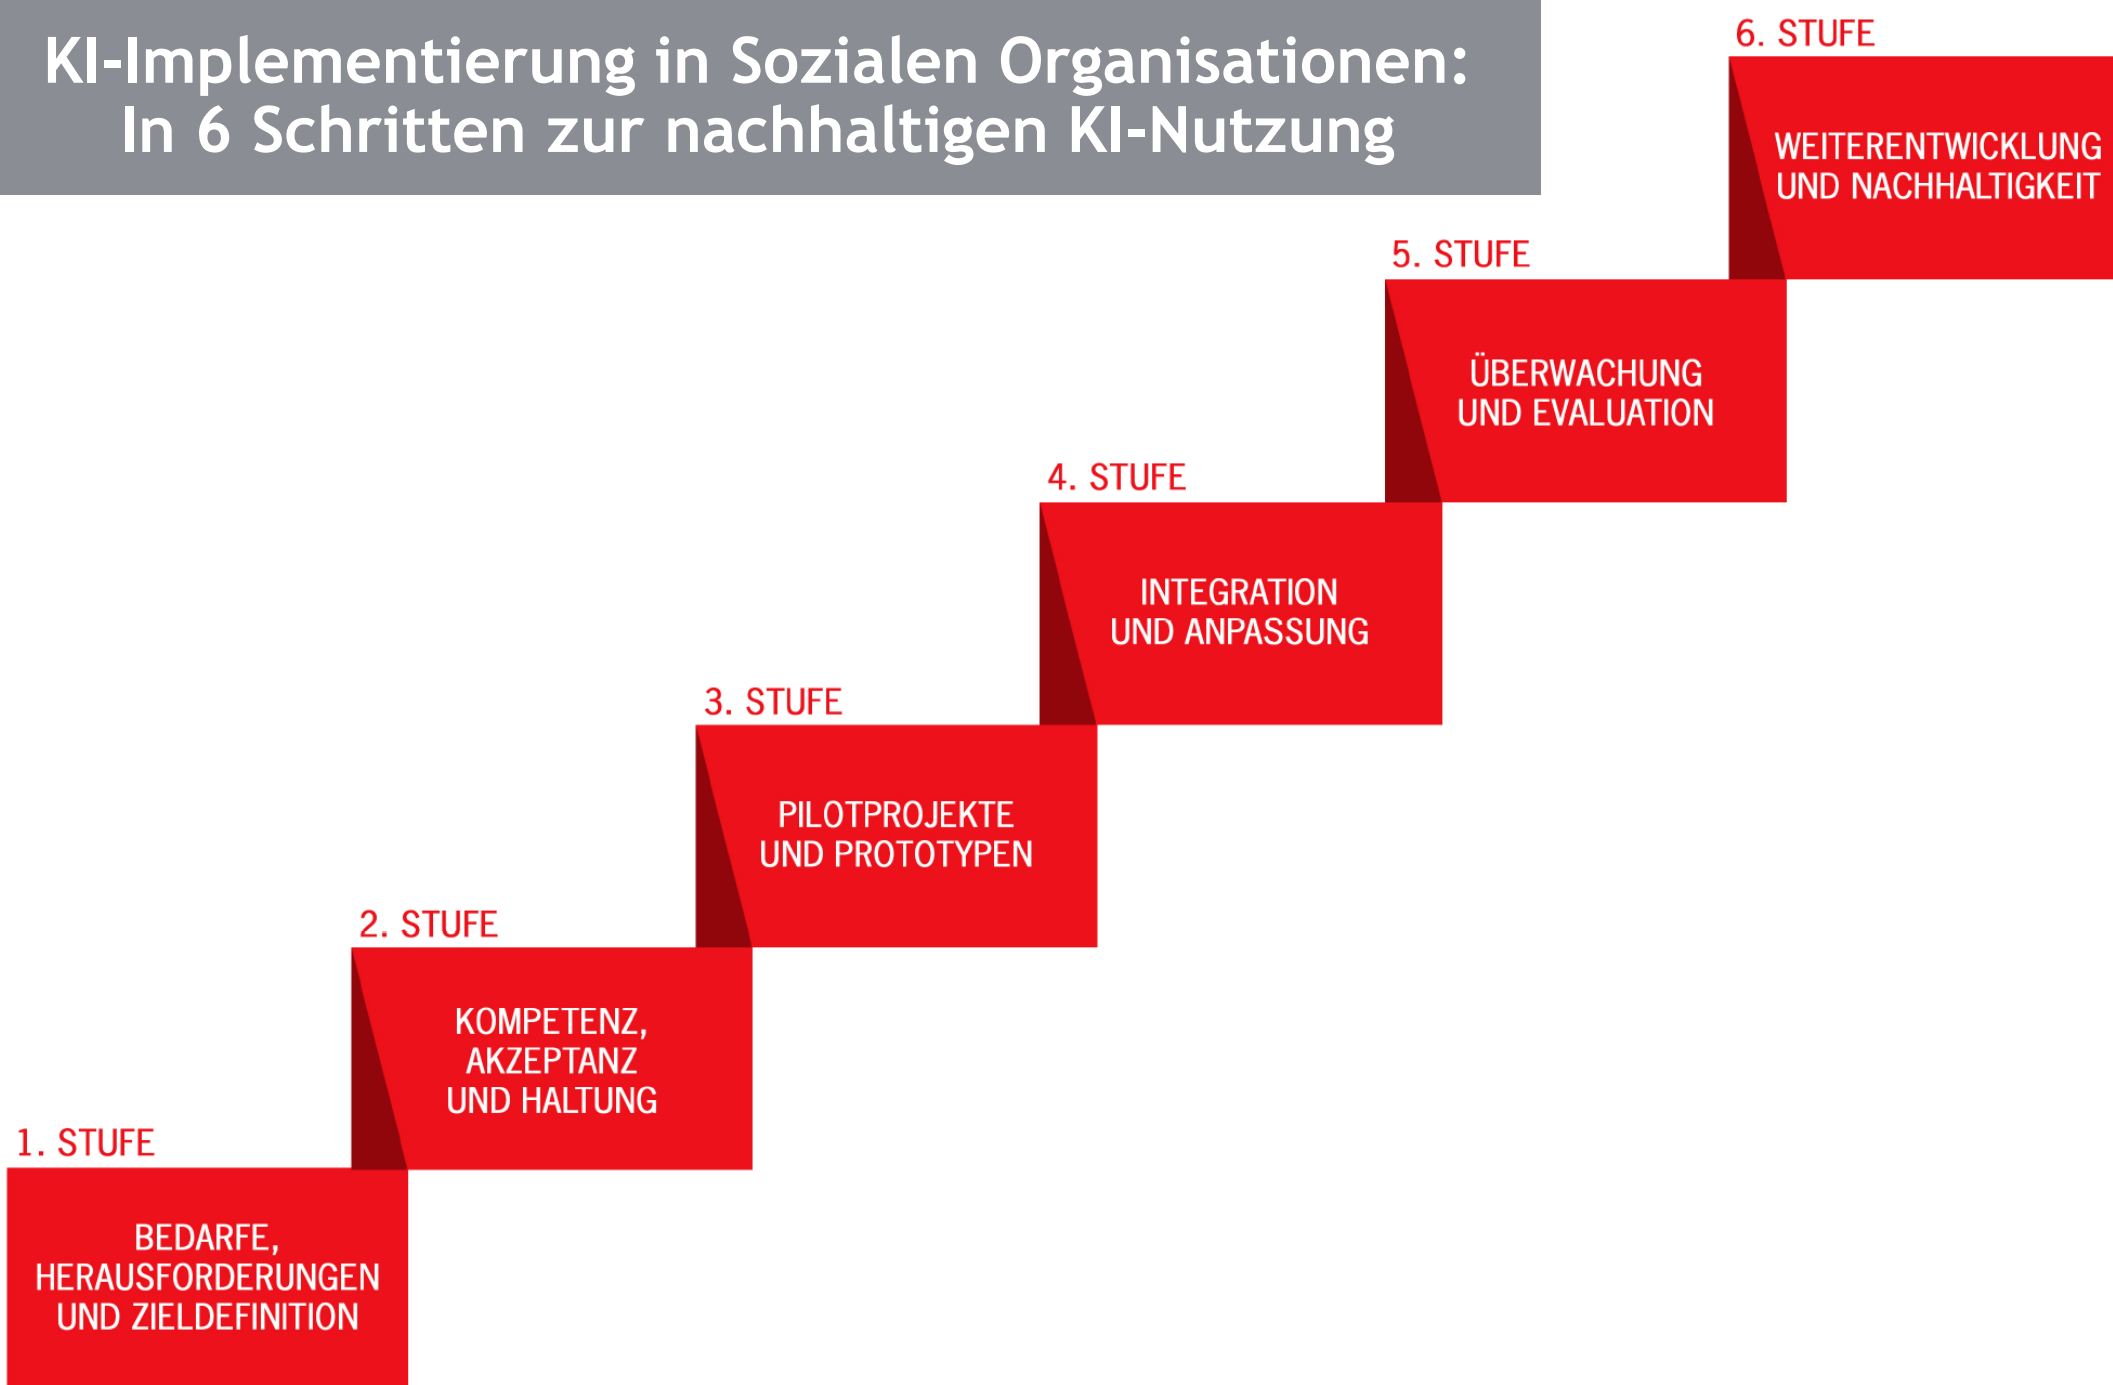 KI-Implementierung in Sozialen Organisationen:
In 6 Schritten zur nachhaltigen KI-Nutzung
1. STUFE
BEDARFE,
HERAUSFORDERUNGEN
UND ZIELDEFINITION
2. STUFE
KOMPETENZ,
AKZEPTANZ
UND HALTUNG
3. STUFE
PILOTPROJEKTE
UND PROTOTYPEN
4. STUFE
INTEGRATION
UND ANPASSUNG
5. STUFE
ÜBERWACHUNG
UND EVALUATION
6. STUFE
WEITERENTWICKLUNG
UND NACHHALTIGKEIT